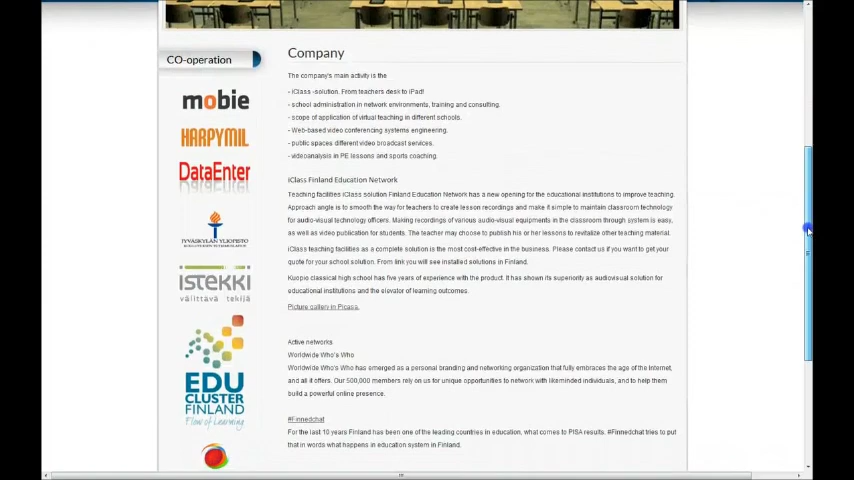 CO-operation
mobie
HARPYMIL
DataEnter
JYVÄSKYLÄN YLIOPISTO
istekki
välittävä tekijä
EDU
CLUSTER
FINLAND
Flow of Learning
Company
The company's main activity is the
- iClass -solution. From teachers desk to iPad!
- school administration in network environments, training and consulting.
- scope of application of virtual teaching in different schools.
- Web-based video conferencing systems engineering.
- public spaces different video broadcast services.
- videoanalysis in PE lessons and sports coaching.
iClass Finland Education Network
Teaching facilities iClass solution Finland Education Network has a new opening for the educational institutions to improve teaching.
Approach angle is to smooth the way for teachers to create lesson recordings and make it simple to maintain classroom technology
for audio-visual technology officers. Making recordings of various audio-visual equipments in the classroom through system is easy,
as well as video publication for students. The teacher may choose to publish his or her lessons to revitalize other teaching material.
iClass teaching facilities as a complete solution is the most cost-effective in the business. Please contact us if you want to get your
quote for your school solution. From link you will see installed solutions in Finland.
Kuopio classical high school has five years of experience with the product. It has shown its superiority as audiovisual solution for
educational institutions and the elevator of learning outcomes.
Picture gallery in Picasa.
Active networks
Worldwide Who's Who
Worldwide Who's Who has emerged as a personal branding and networking organization that fully embraces the age of the Internet,
and all it offers. Our 500,000 members rely on us for unique opportunities to network with likeminded individuals, and to help them
build a powerful online presence.
#Finnedchat
For the last 10 years Finland has been one of the leading countries in education, what comes to PISA results. #Finnedchat tries to put
that in words what happens in education system in Finland.